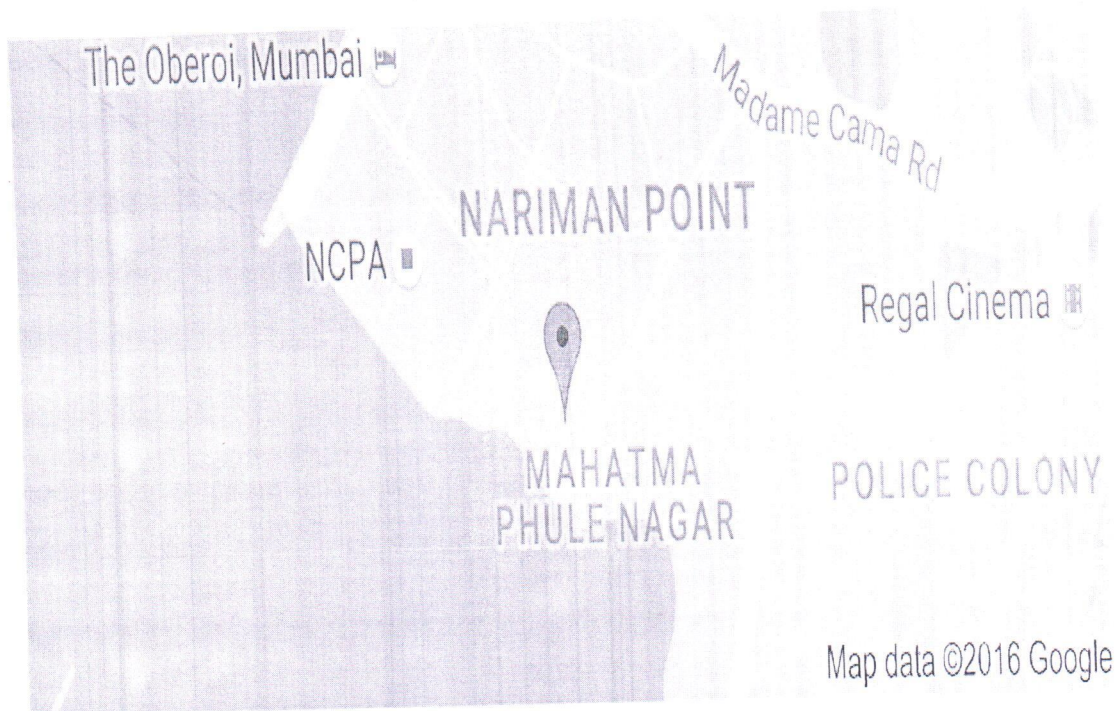 The Oberoi, Mumbai
Madame Cama Rd
NARIMAN POINT
NCPA
Regal Cinema
MAHATMA
PHULE NAGAR
POLICE COLONY
Map data ©2016 Google